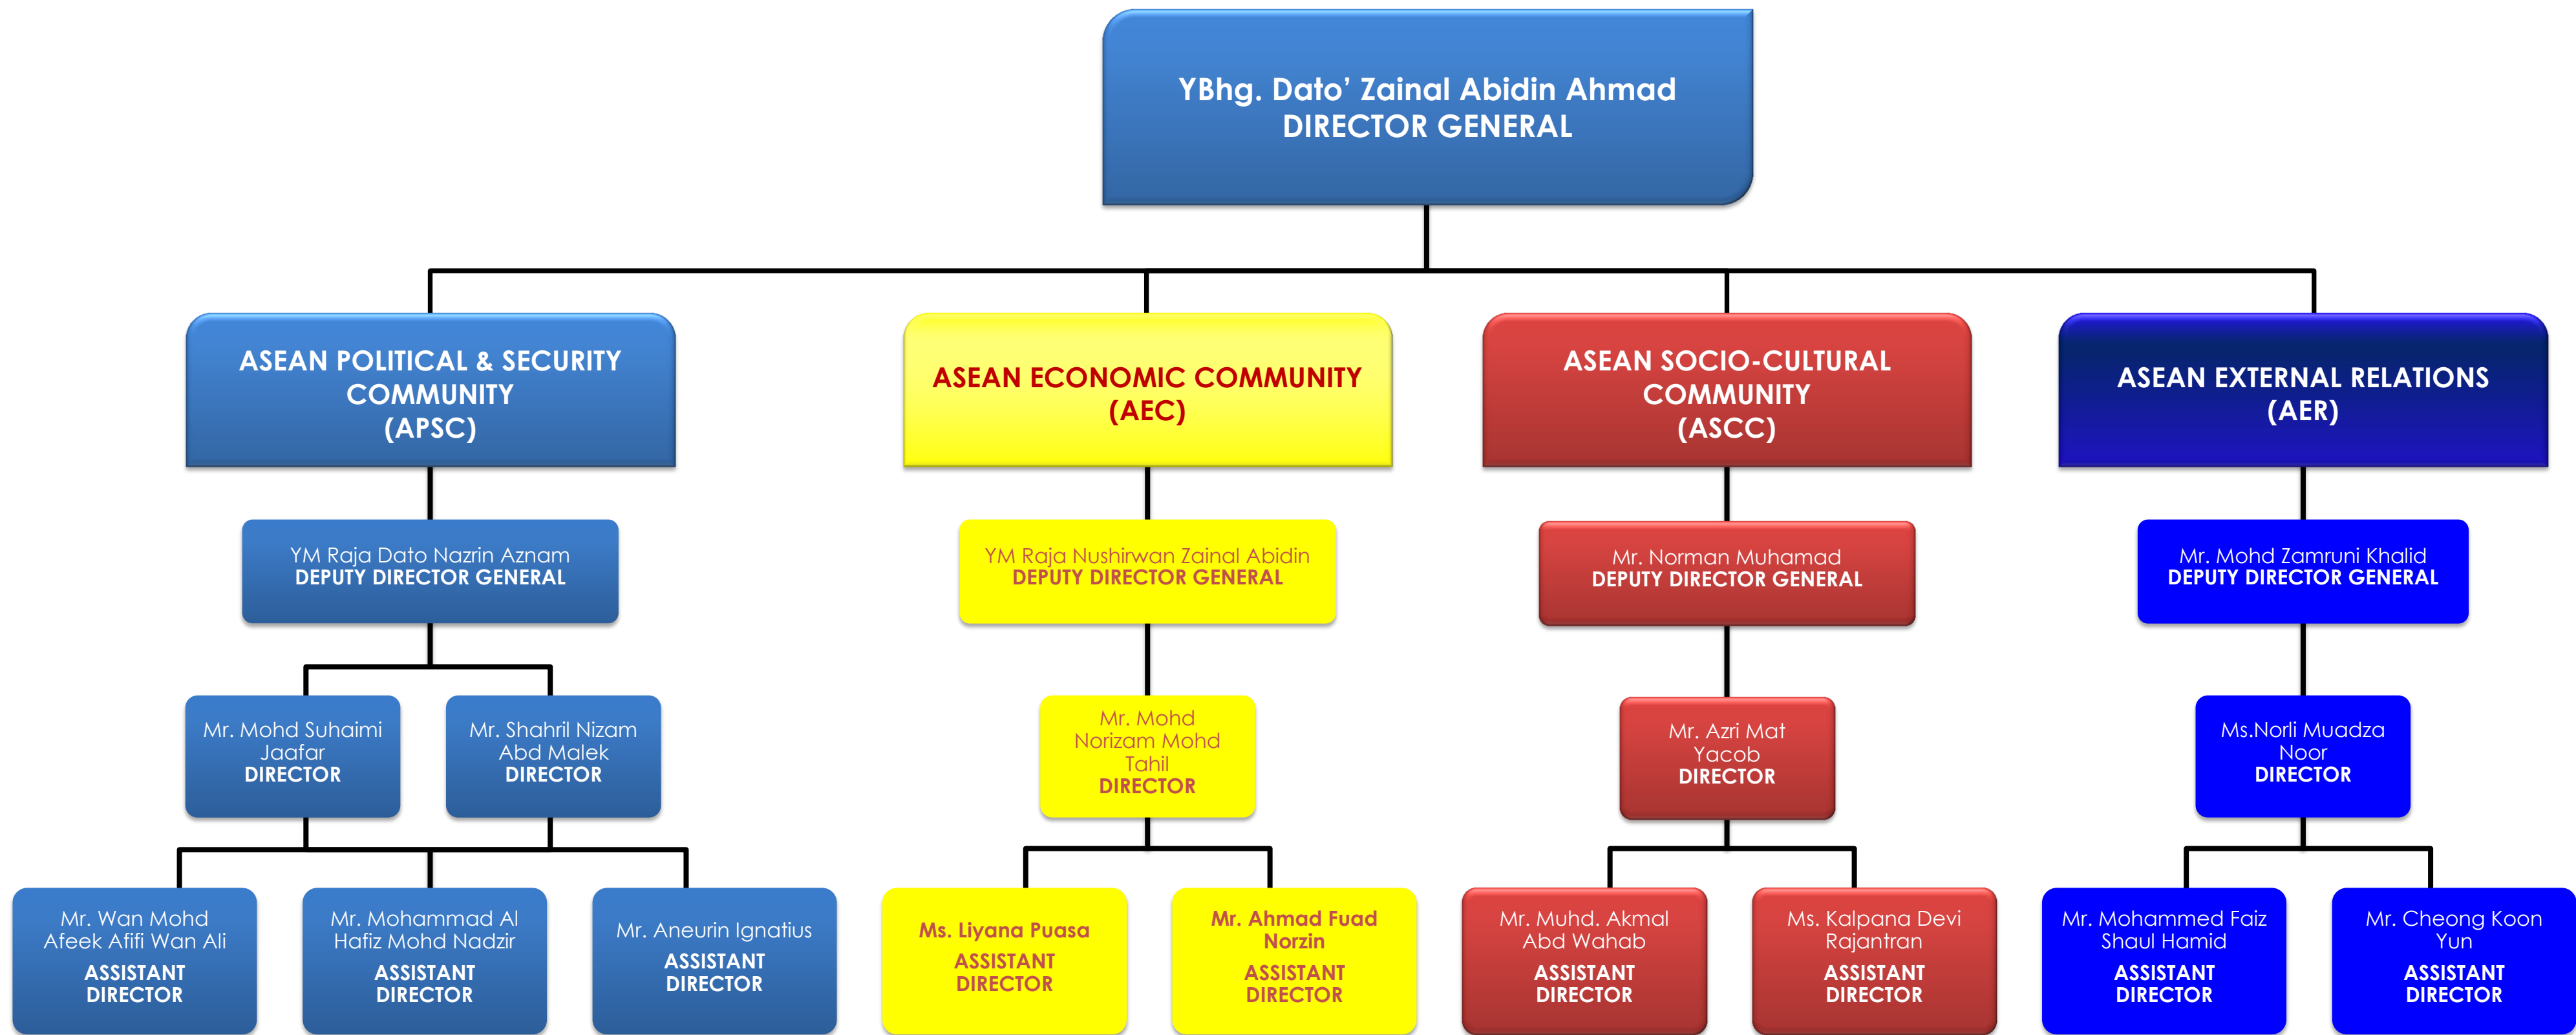 YBhg. Dato’ Zainal Abidin Ahmad
DIRECTOR GENERAL
ASEAN POLITICAL & SECURITY
COMMUNITY
(APSC)
ASEAN ECONOMIC COMMUNITY
(AEC)
ASEAN SOCIO-CULTURAL
COMMUNITY
(ASCC)
ASEAN EXTERNAL RELATIONS
(AER)
YM Raja Dato Nazrin Aznam
DEPUTY DIRECTOR GENERAL
YM Raja Nushirwan Zainal Abidin
DEPUTY DIRECTOR GENERAL
Mr. Norman Muhamad
DEPUTY DIRECTOR GENERAL
Mr. Mohd Zamruni Khalid
DEPUTY DIRECTOR GENERAL
Mr. Mohd Suhaimi
Jaafar
DIRECTOR
Mr. Shahril Nizam
Abd Malek
DIRECTOR
Mr. Mohd
Norizam Mohd
Tahil
DIRECTOR
Mr. Azri Mat
Yacob
DIRECTOR
Ms.Norli Muadza
Noor
DIRECTOR
Mr. Wan Mohd
Afeek Afifi Wan Ali
ASSISTANT
DIRECTOR
Mr. Mohammad Al
Hafiz Mohd Nadzir
ASSISTANT
DIRECTOR
Mr. Aneurin Ignatius
ASSISTANT
DIRECTOR
Ms. Liyana Puasa
ASSISTANT
DIRECTOR
Mr. Ahmad Fuad
Norzin
ASSISTANT
DIRECTOR
Mr. Muhd. Akmal
Abd Wahab
ASSISTANT
DIRECTOR
Ms. Kalpana Devi
Rajantran
ASSISTANT
DIRECTOR
Mr. Mohammed Faiz
Shaul Hamid
ASSISTANT
DIRECTOR
Mr. Cheong Koon
Yun
ASSISTANT
DIRECTOR